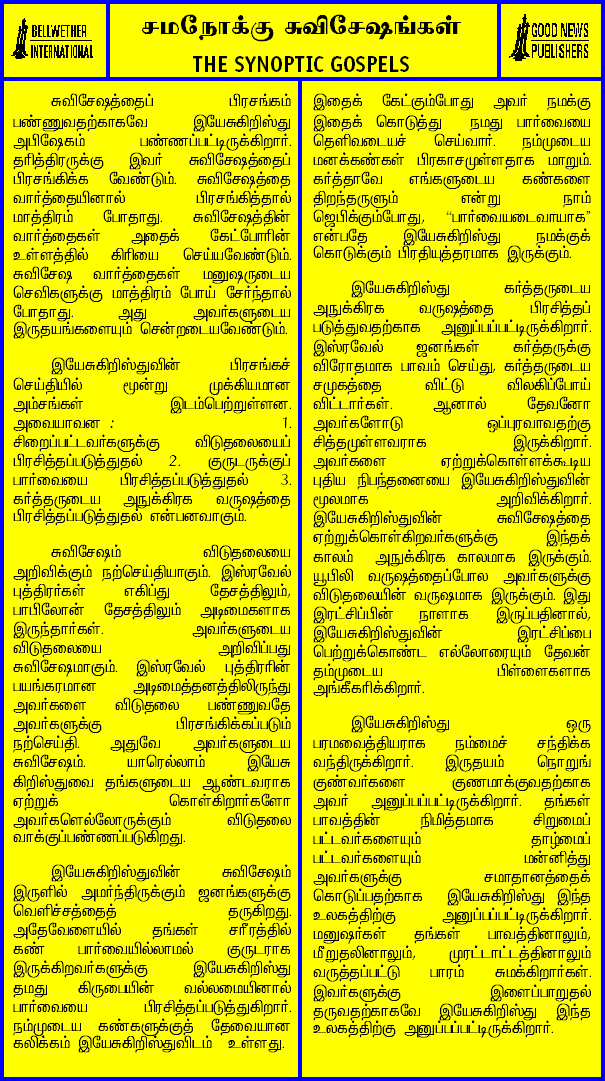 BELLWETHER
INTERNATIONAL
சமநோக்கு சுவிசேஷங்கள்
THE SYNOPTIC GOSPELS
GOOD NEWS
PUBLISHERS
சுவிசேஷத்தைப் பிரசங்கம்
பண்ணுவதற்காகவே இயேசுகிறிஸ்து
அபிஷேகம் பண்ணப்பட்டிருக்கிறார்.
தரித்திரருக்கு இவர் சுவிசேஷத்தைப்
பிரசங்கிக்க வேண்டும். சுவிசேஷத்தை
வார்த்தையினால் பிரசங்கித்தால்
மாத்திரம் போதாது. சுவிசேஷத்தின்
வார்த்தைகள் அதைக் கேட்போரின்
உள்ளத்தில் கிரியை செய்யவேண்டும்.
சுவிசேஷ வார்த்தைகள் மனுஷருடைய
செவிகளுக்கு மாத்திரம் போய் சேர்ந்தால்
போதாது. அது அவர்களுடைய
இருதயங்களையும் சென்றடையவேண்டும்.
இயேசுகிறிஸ்துவின் பிரசங்கச்
செய்தியில் மூன்று முக்கியமான
அம்சங்கள் இடம்பெற்றுள்ளன.
அவையாவன : 1.
சிறைப்பட்டவர்களுக்கு விடுதலையைப்
பிரசித்தப்படுத்துதல் 2. குருடருக்குப்
பார்வையை பிரசித்தப்படுத்துதல் 3.
கர்த்தருடைய அநுக்கிரக வருஷத்தை
பிரசித்தப்படுத்துதல் என்பனவாகும்.
சுவிசேஷம் விடுதலையை
அறிவிக்கும் நற்செய்தியாகும். இஸ்ரவேல்
புத்திரர்கள் எகிப்து தேசத்திலும்,
பாபிலோன் தேசத்திலும் அடிமைகளாக
இருந்தார்கள். அவர்களுடைய
விடுதலையை அறிவிப்பது
சுவிசேஷமாகும். இஸ்ரவேல் புத்திரரின்
பயங்கரமான அடிமைத்தனத்திலிருந்து
அவர்களை விடுதலை பண்ணுவதே
அவர்களுக்கு பிரசங்கிக்கப்படும்
நற்செய்தி. அதுவே அவர்களுடைய
சுவிசேஷம். யாரெல்லாம் இயேசு
கிறிஸ்துவை தங்களுடைய ஆண்டவராக
ஏற்றுக் கொள்கிறார்களோ
அவர்களெல்லோருக்கும் விடுதலை
வாக்குப்பண்ணப்படுகிறது.
இயேசுகிறிஸ்துவின் சுவிசேஷம்
இருளில் அமர்ந்திருக்கும் ஜனங்களுக்கு
வெளிச்சத்தைத் தருகிறது.
அதேவேளையில் தங்கள் சரீரத்தில்
கண் பார்வையில்லாமல் குருடராக
இருக்கிறவர்களுக்கு இயேசுகிறிஸ்து
தமது கிருபையின் வல்லமையினால்
பார்வையை பிரசித்தப்படுத்துகிறார்.
நம்முடைய கண்களுக்குத் தேவையான
கலிக்கம் இயேசுகிறிஸ்துவிடம் உள்ளது.
இதைக் கேட்கும்போது அவர் நமக்கு
இதைக் கொடுத்து நமது பார்வையை
தெளிவடையச் செய்வார். நம்முடைய
மனக்கண்கள் பிரகாசமுள்ளதாக மாறும்.
கர்த்தாவே எங்களுடைய கண்களை
திறந்தருளும் என்று நாம்
ஜெபிக்கும்போது, "பார்வையடைவாயாக"
என்பதே இயேசுகிறிஸ்து நமக்குக்
கொடுக்கும் பிரதியுத்தரமாக இருக்கும்.
இயேசுகிறிஸ்து கர்த்தருடைய
அநுக்கிரக வருஷத்தை பிரசித்தப்
படுத்துவதற்காக அனுப்பப்பட்டிருக்கிறார்.
இஸ்ரவேல் ஜனங்கள் கர்த்தருக்கு
விரோதமாக பாவம் செய்து, கர்த்தருடைய
சமுகத்தை விட்டு விலகிப்போய்
விட்டார்கள். ஆனால் தேவனோ
அவர்களோடு ஒப்புரவாவதற்கு
சித்தமுள்ளவராக இருக்கிறார்.
அவர்களை ஏற்றுக்கொள்ளக்கூடிய
புதிய நிபந்தனையை இயேசுகிறிஸ்துவின்
மூலமாக அறிவிக்கிறார்.
இயேசுகிறிஸ்துவின் சுவிசேஷத்தை
ஏற்றுக்கொள்கிறவர்களுக்கு இந்தக்
காலம் அநுக்கிரக காலமாக இருக்கும்.
யூபிலி வருஷத்தைப்போல அவர்களுக்கு
விடுதலையின் வருஷமாக இருக்கும். இது
இரட்சிப்பின் நாளாக இருப்பதினால்,
இயேசுகிறிஸ்துவின் இரட்சிப்பை
பெற்றுக்கொண்ட எல்லோரையும் தேவன்
தம்முடைய பிள்ளைகளாக
அங்கீகரிக்கிறார்.
இயேசுகிறிஸ்து ஒரு
பரமவைத்தியராக நம்மைச் சந்திக்க
வந்திருக்கிறார். இருதயம் நொறுங்
குண்வர்களை குணமாக்குவதற்காக
அவர் அனுப்பப்பட்டிருக்கிறார். தங்கள்
பாவத்தின் நிமித்தமாக சிறுமைப்
பட்டவர்களையும் தாழ்மைப்
பட்டவர்களையும் மன்னித்து
அவர்களுக்கு சமாதானத்தைக்
கொடுப்பதற்காக இயேசுகிறிஸ்து இந்த
உலகத்திற்கு அனுப்பப்பட்டிருக்கிறார்.
மனுஷர்கள் தங்கள் பாவத்தினாலும்,
மீறுதலினாலும், முரட்டாட்டத்தினாலும்
வருத்தப்பட்டு பாரம் சுமக்கிறார்கள்.
இவர்களுக்கு இளைப்பாறுதல்
தருவதற்காகவே இயேசுகிறிஸ்து இந்த
உலகத்திற்கு அனுப்பப்பட்டிருக்கிறார்.